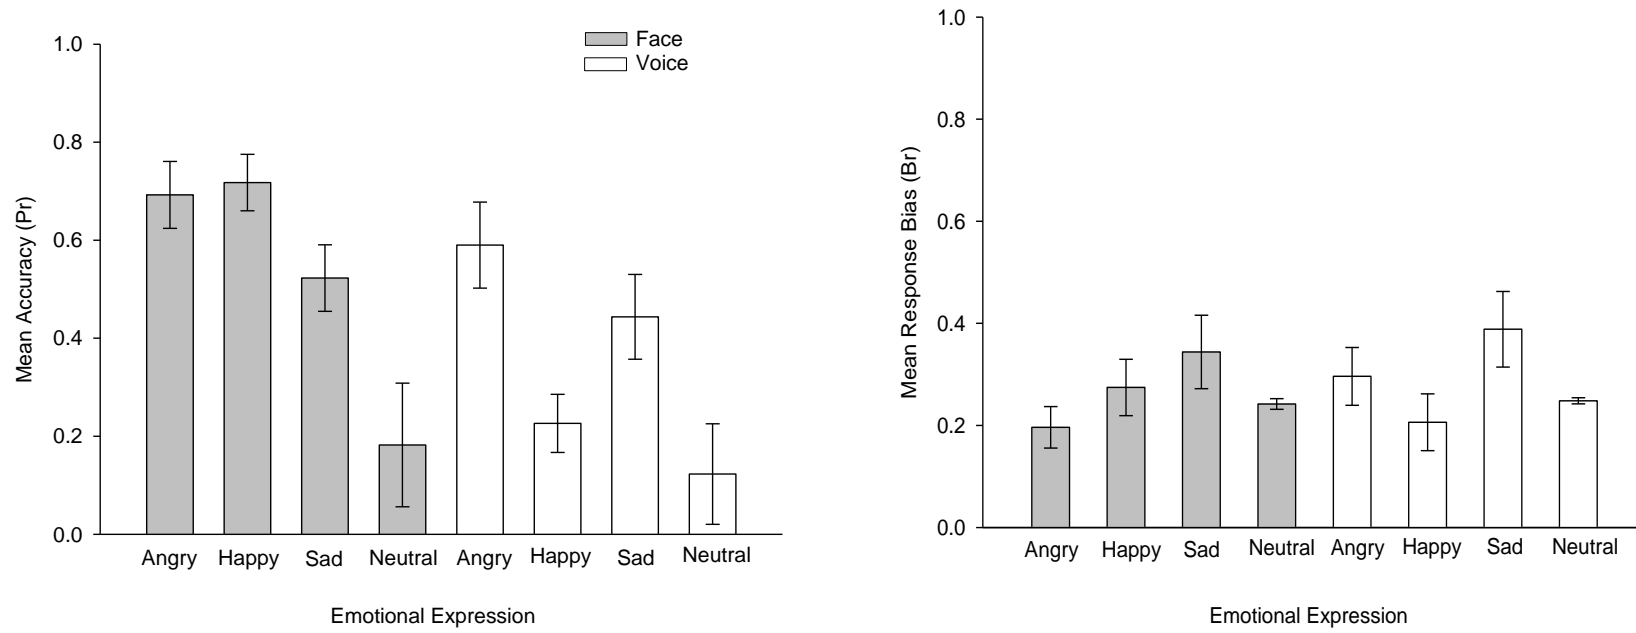 Face
Voice
Mean Accuracy (Pr)
1.0
0.8
0.6
0.4
0.2
0.0
Angry Happy Sad Neutral Angry Happy Sad Neutral
Emotional Expression
Mean Response Bias (Br)
1.0
0.8
0.6
0.4
0.2
0.0
Angry Happy Sad Neutral Angry Happy Sad Neutral
Emotional Expression